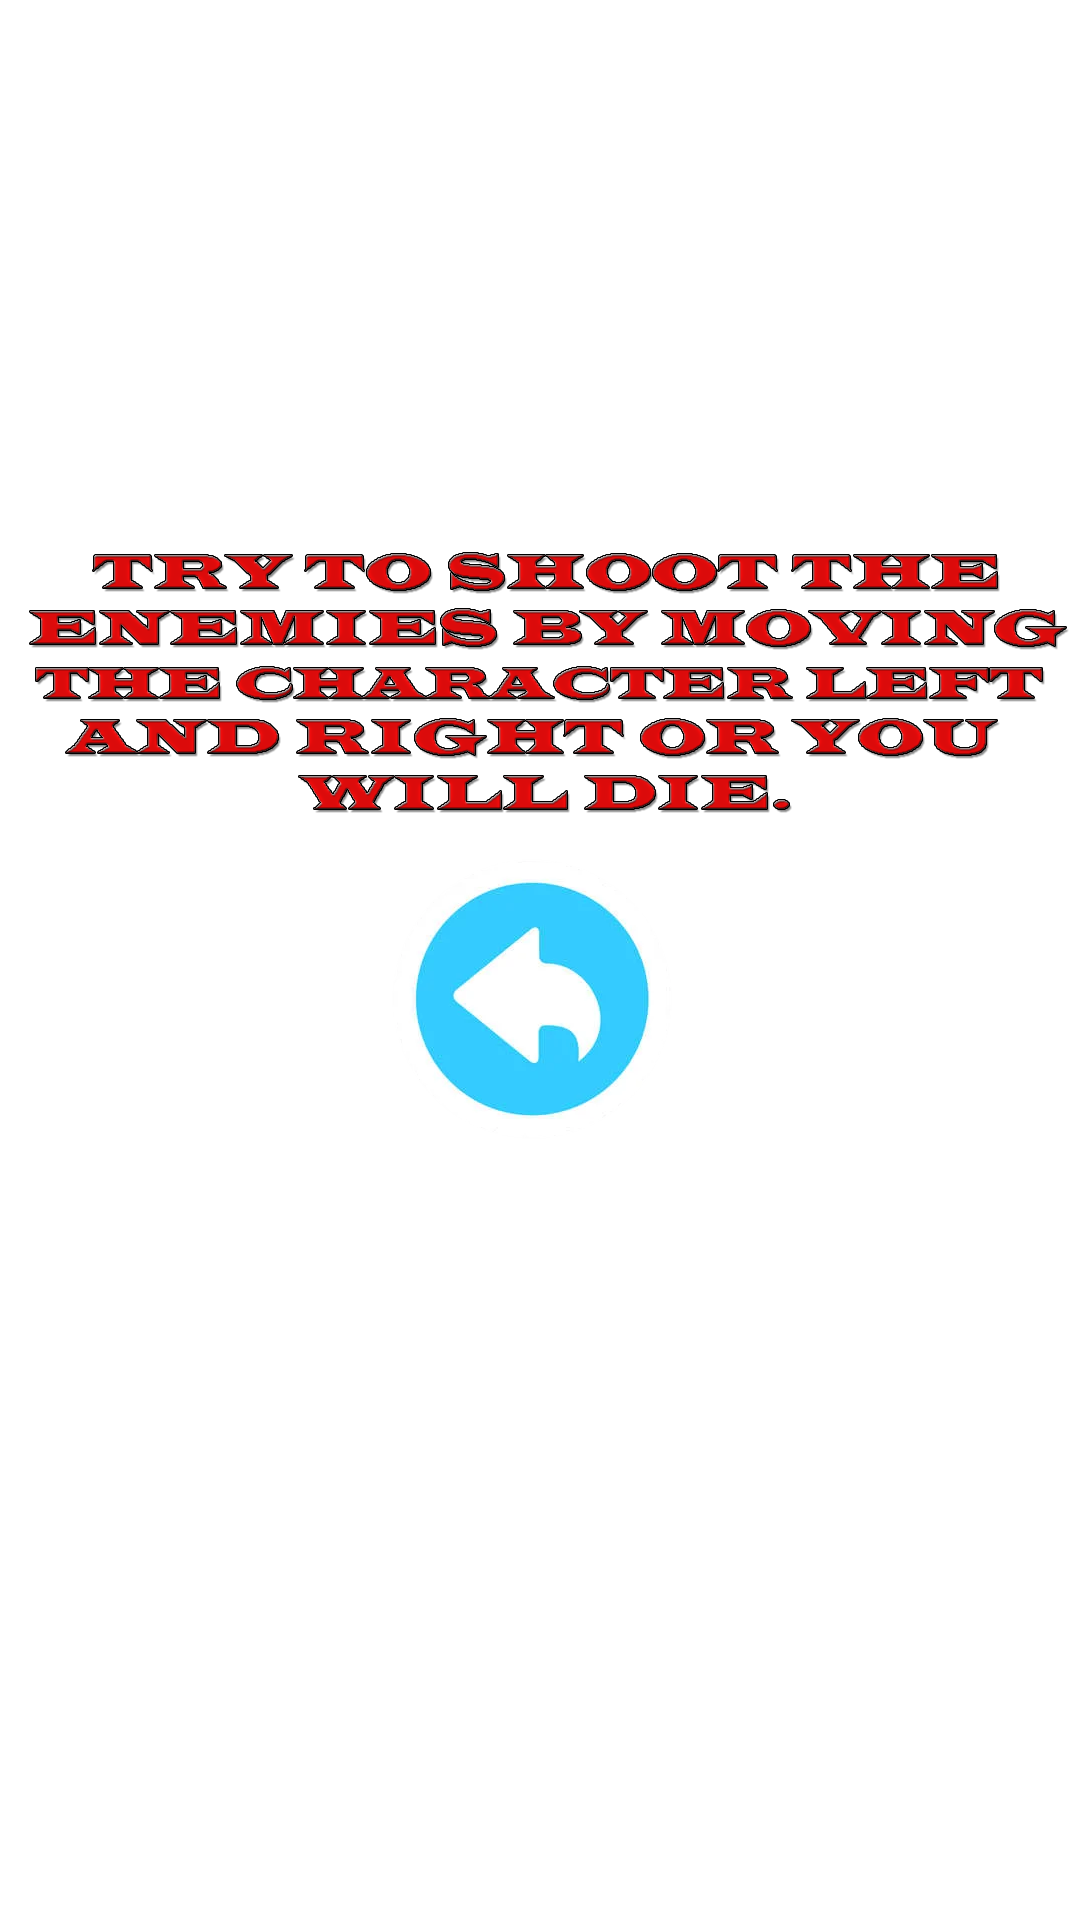 TRY TO SHOOT THE
ENEMIES BY MOVING
THE CHARACTER LEFT
AND RIGHT OR YOU
WILL DIE.